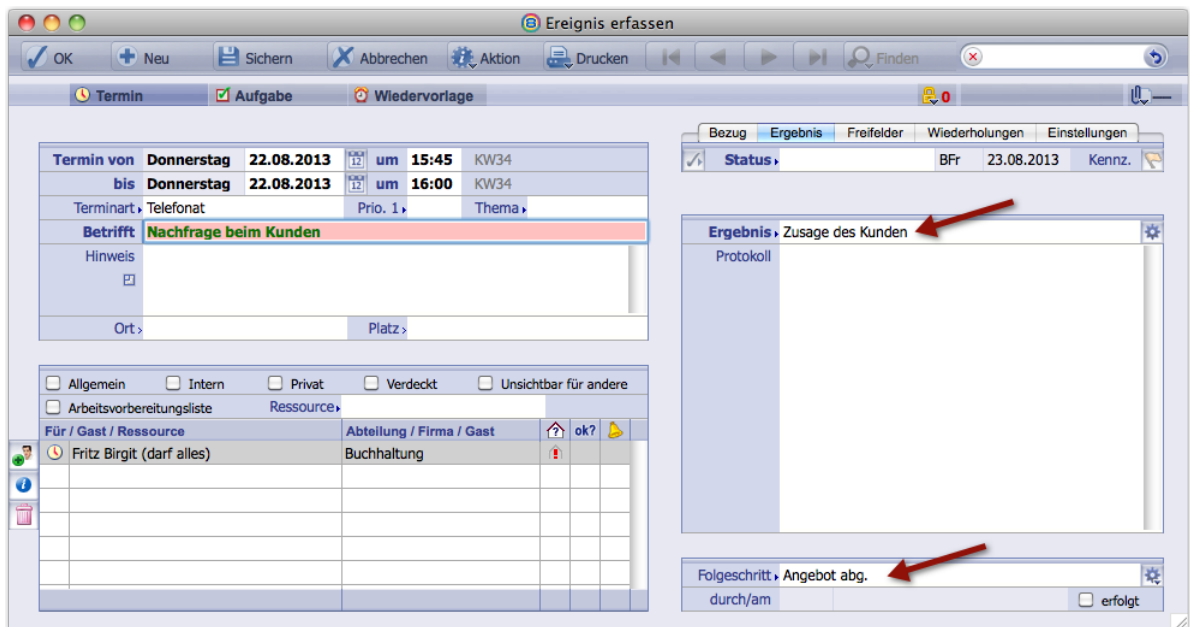 Ereignis erfassen
OK Neu Sichern Abbrechen Aktion Drucken Finden
Termin Aufgabe Wiedervorlage 0
Bezug Ergebnis Freifelder Wiederholungen Einstellungen
Termin von Donnerstag 22.08.2013 12 um 15:45 KW34
bis Donnerstag 22.08.2013 12 um 16:00 KW34
Terminart Telefonat Prio. 1 Thema
Betrifft Nachfrage beim Kunden
Hinweis
Ort Platz
Status BFr 23.08.2013 Kennz.
Ergebnis Zusage des Kunden
Protokoll
Allgemein Intern Privat Verdeckt Unsichtbar für andere
Arbeitsvorbereitungsliste Ressource
Für / Gast / Ressource Abteilung / Firma / Gast ? ok?
Fritz Birgit (darf alles) Buchhaltung
Folgeschritt Angebot abg.
durch/am erfolgt